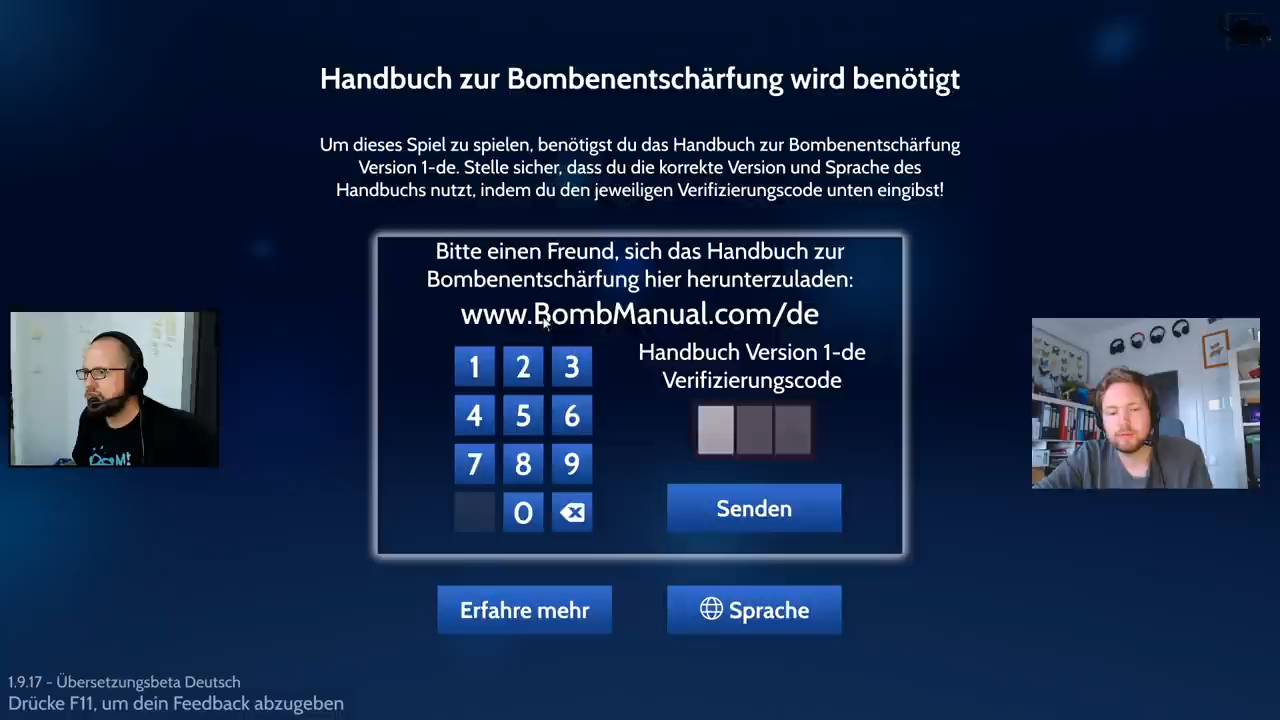 Handbuch zur Bombenentschärfung wird benötigt
Um dieses Spiel zu spielen, benötigst du das Handbuch zur Bombenentschärfung
Version 1-de. Stelle sicher, dass du die korrekte Version und Sprache des
Handbuchs nutzt, indem du den jeweiligen Verifizierungscode unten eingibst!
Bitte einen Freund, sich das Handbuch zur
Bombenentschärfung hier herunterzuladen:
www.BombManual.com/de
Handbuch Version 1-de
Verifizierungscode
1 2 3
4 5 6
7 8 9
0
Senden
Erfahre mehr
Sprache
1.9.17 - Übersetzungsbeta Deutsch
Drücke F11, um dein Feedback abzugeben